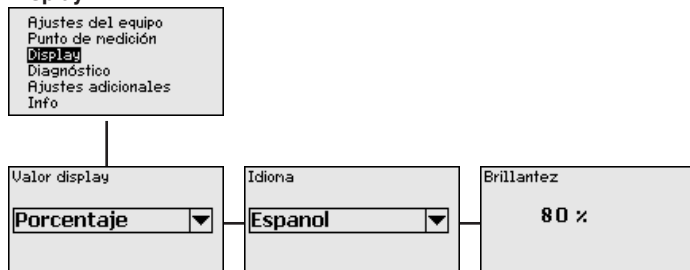 Ajustes del equipo
Punto de medición
Display
Diagnóstico
Ajustes adicionales
Info
Valor display
Idioma
Brillantez
Porcentaje
Espanol
80 %